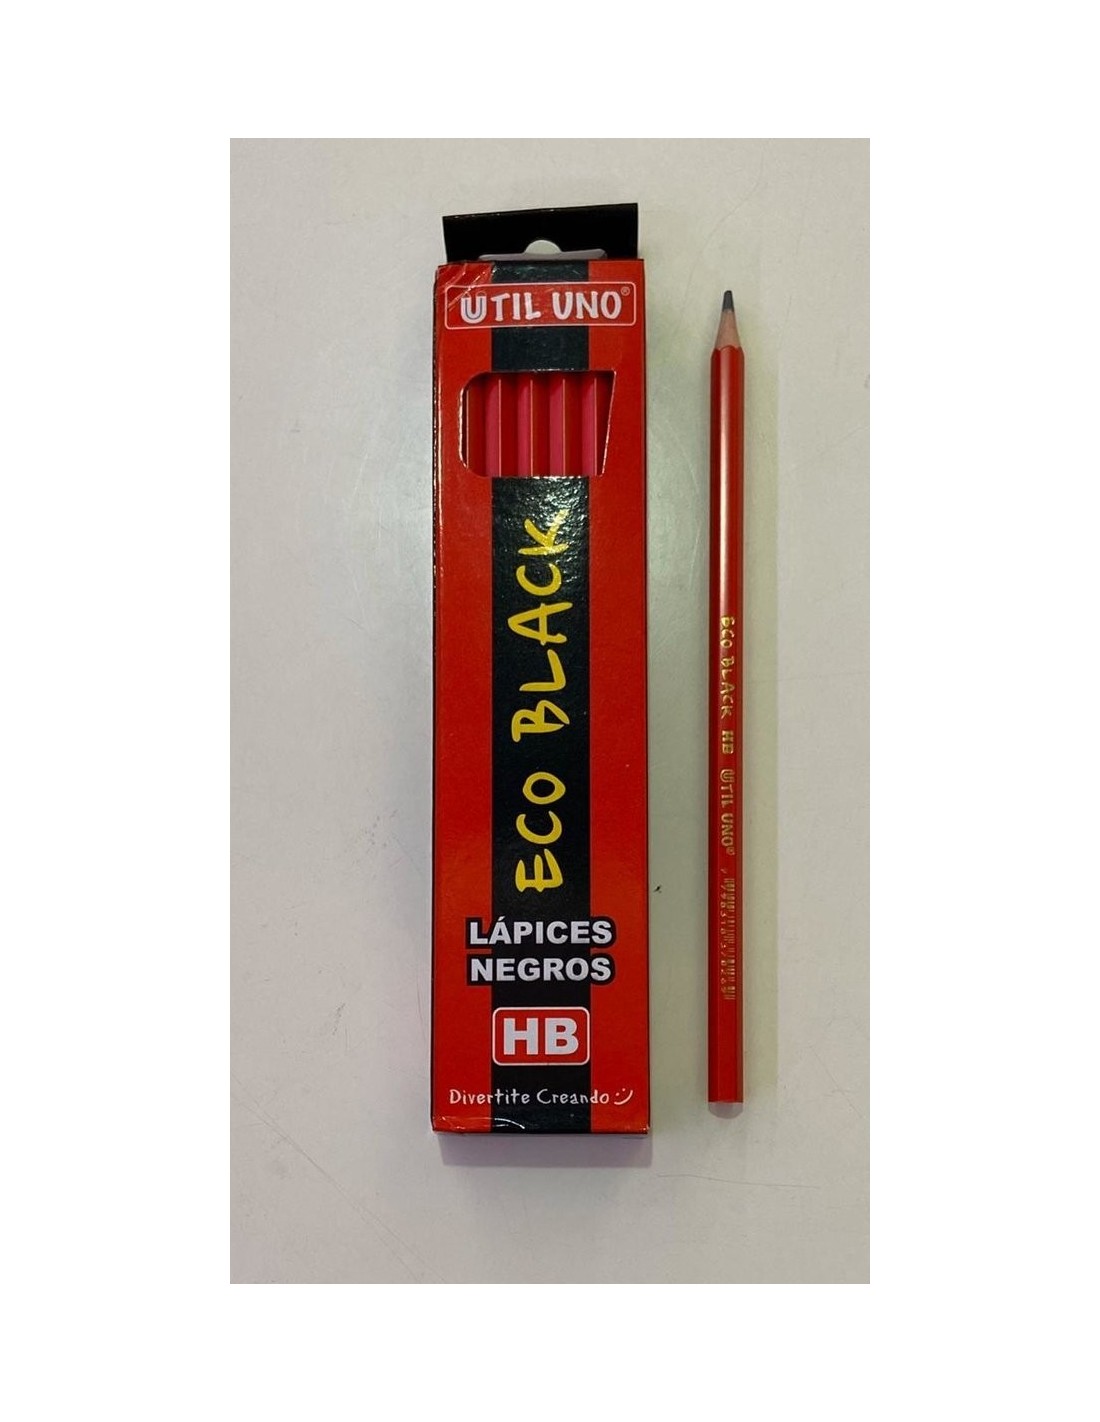 UTIL UNO®
ECO BLACK
LÁPICES
NEGROS
HB
Divertite Creando :)
ECO BLACK HB UTIL UNO®